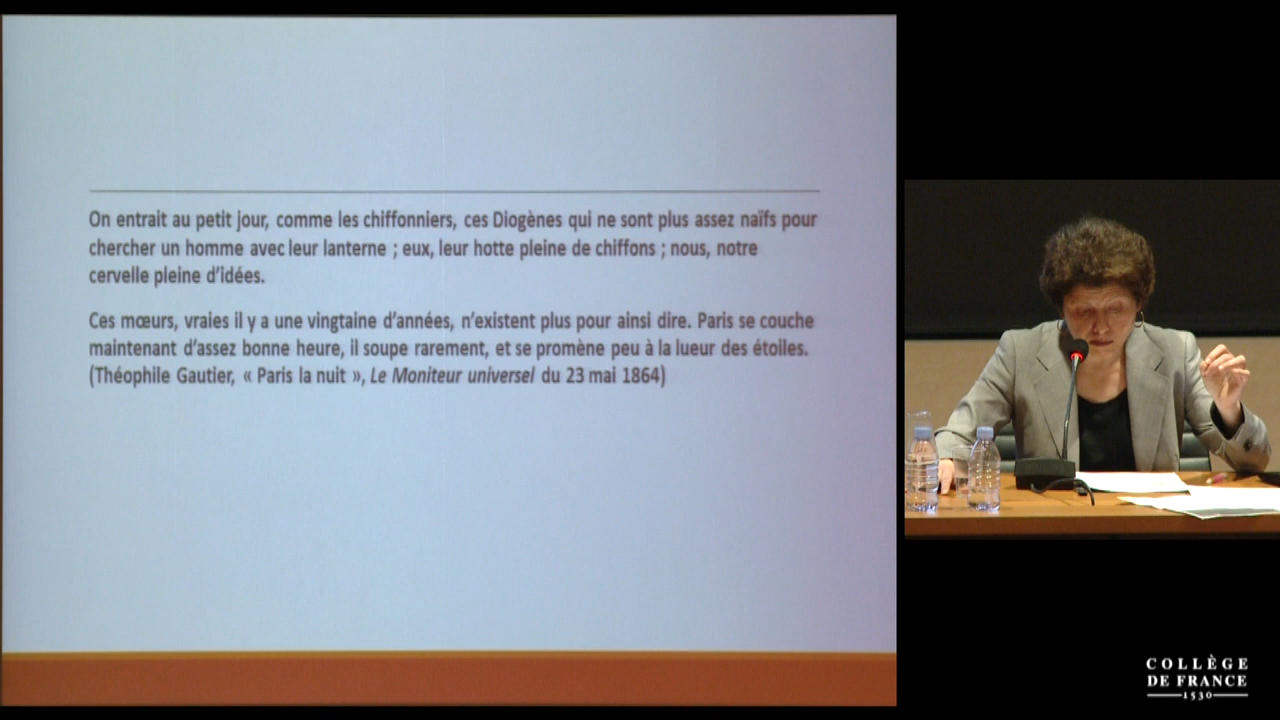 On entrait au petit jour, comme les chiffonniers, ces Diogènes qui ne sont plus assez naïfs pour
chercher un homme avec leur lanterne ; eux, leur hotte pleine de chiffons ; nous, notre
cervelle pleine d'idées.
Ces mœurs, vraies il y a une vingtaine d'années, n'existent plus pour ainsi dire. Paris se couche
maintenant d'assez bonne heure, il soupe rarement, et se promène peu à la lueur des étoiles.
(Théophile Gautier, « Paris la nuit », Le Moniteur universel du 23 mai 1864)
COLLÈGE
DE FRANCE
1530